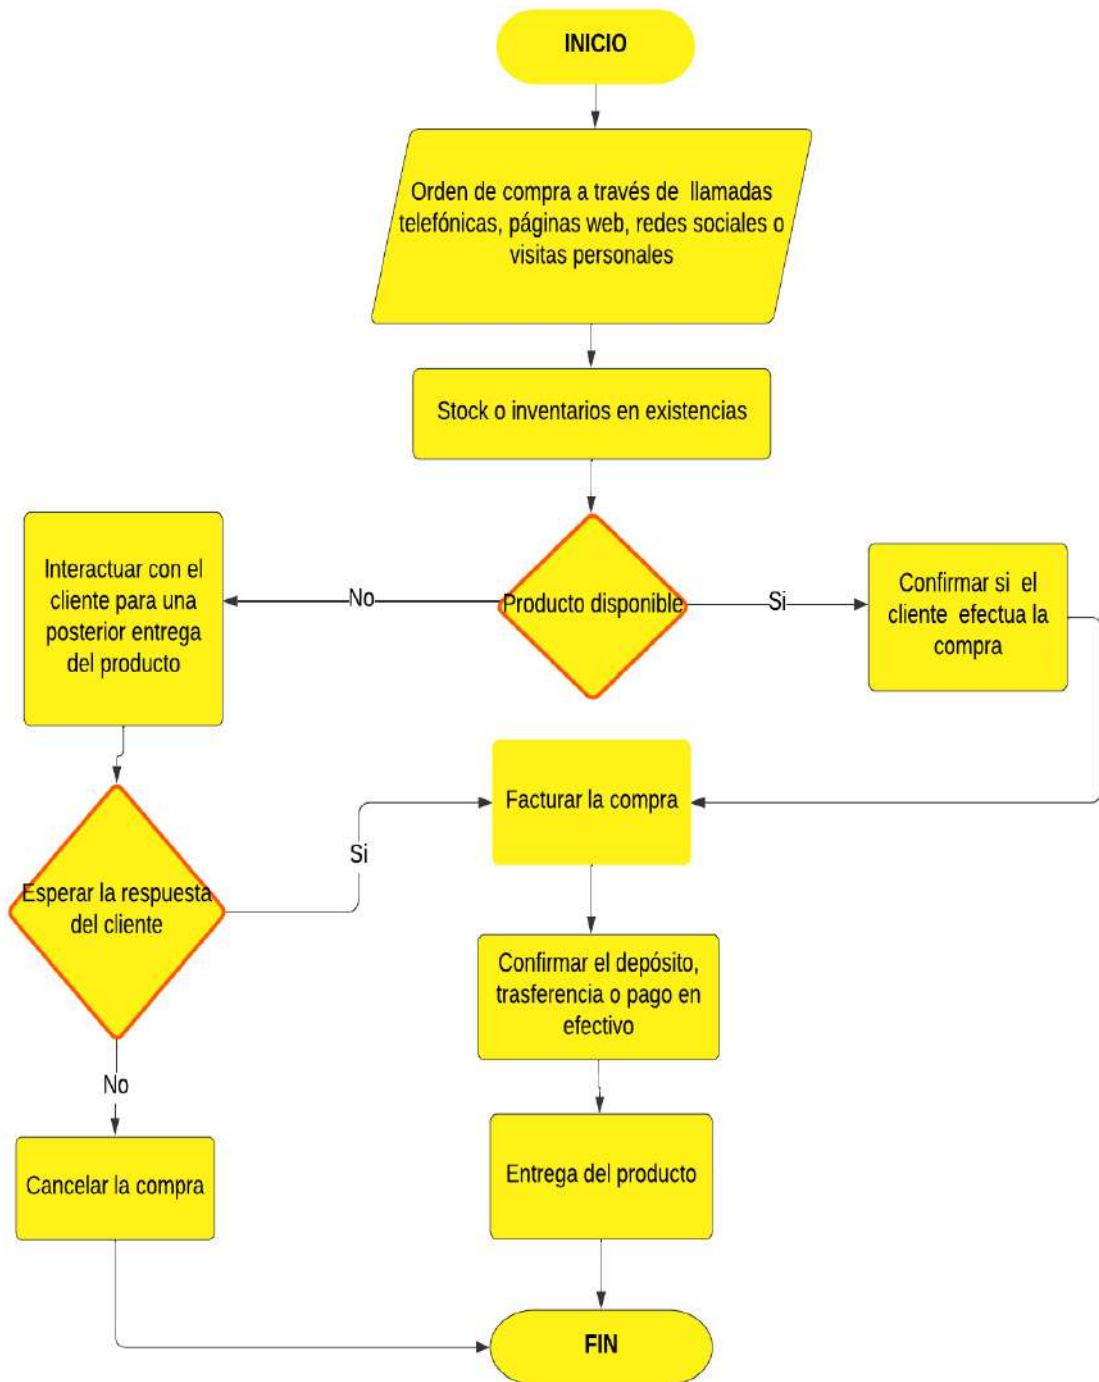 INICIO
Orden de compra a través de llamadas
telefónicas, páginas web, redes sociales o
visitas personales
Stock o inventarios en existencias
Interactuar con el
cliente para una
posterior entrega
del producto
No
Producto disponible
Si
Confirmar si el
cliente efectua la
compra
Facturar la compra
Si
Esperar la respuesta
del cliente
Confirmar el depósito,
trasferencia o pago en
efectivo
No
Cancelar la compra
Entrega del producto
FIN